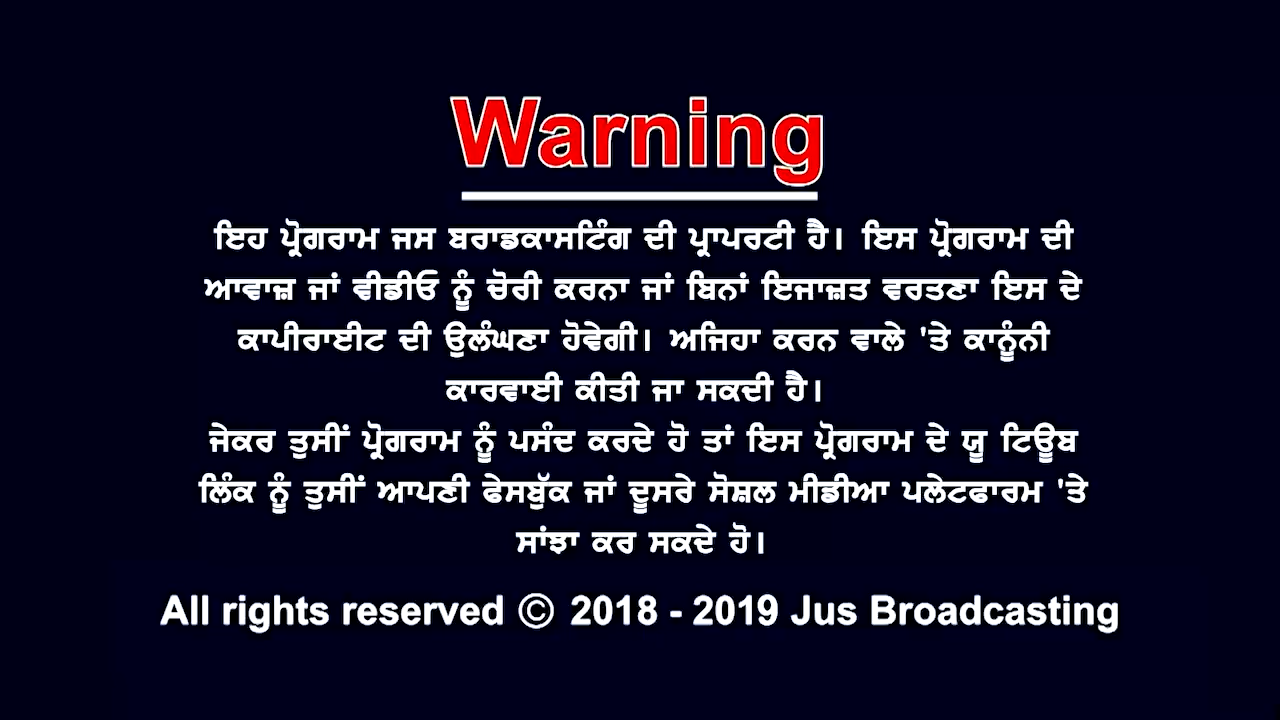 Warning
ਇਹ ਪ੍ਰੋਗਰਾਮ ਜਸ ਬਰਾਡਕਾਸਟਿੰਗ ਦੀ ਪ੍ਰਾਪਰਟੀ ਹੈ। ਇਸ ਪ੍ਰੋਗਰਾਮ ਦੀ
ਆਵਾਜ਼ ਜਾਂ ਵੀਡੀਓ ਨੂੰ ਚੋਰੀ ਕਰਨਾ ਜਾਂ ਬਿਨਾਂ ਇਜਾਜ਼ਤ ਵਰਤਣਾ ਇਸ ਦੇ
ਕਾਪੀਰਾਈਟ ਦੀ ਉਲੰਘਣਾ ਹੋਵੇਗੀ। ਅਜਿਹਾ ਕਰਨ ਵਾਲੇ 'ਤੇ ਕਾਨੂੰਨੀ
ਕਾਰਵਾਈ ਕੀਤੀ ਜਾ ਸਕਦੀ ਹੈ।
ਜੇਕਰ ਤੁਸੀਂ ਪ੍ਰੋਗਰਾਮ ਨੂੰ ਪਸੰਦ ਕਰਦੇ ਹੋ ਤਾਂ ਇਸ ਪ੍ਰੋਗਰਾਮ ਦੇ ਯੂ ਟਿਊਬ
ਲਿੰਕ ਨੂੰ ਤੁਸੀਂ ਆਪਣੀ ਫੇਸਬੁੱਕ ਜਾਂ ਦੂਸਰੇ ਸੋਸ਼ਲ ਮੀਡੀਆ ਪਲੇਟਫਾਰਮ 'ਤੇ
ਸਾਂਝਾ ਕਰ ਸਕਦੇ ਹੋ।
All rights reserved © 2018 - 2019 Jus Broadcasting